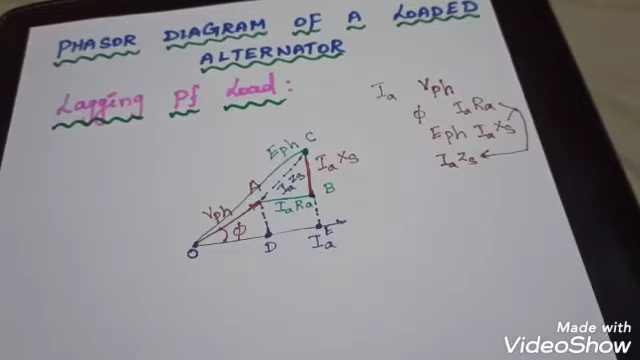 PHASOR DIAGRAM OF A LOADED
ALTERNATOR
Lagging Pf Load:
Ia Vph
φ IaRa
Eph IaXs
IaZs
Eph C
IaXs
A
IaZs
B
IaRa
Vph
φ
O
D
E
Ia
Made with
VideoShow